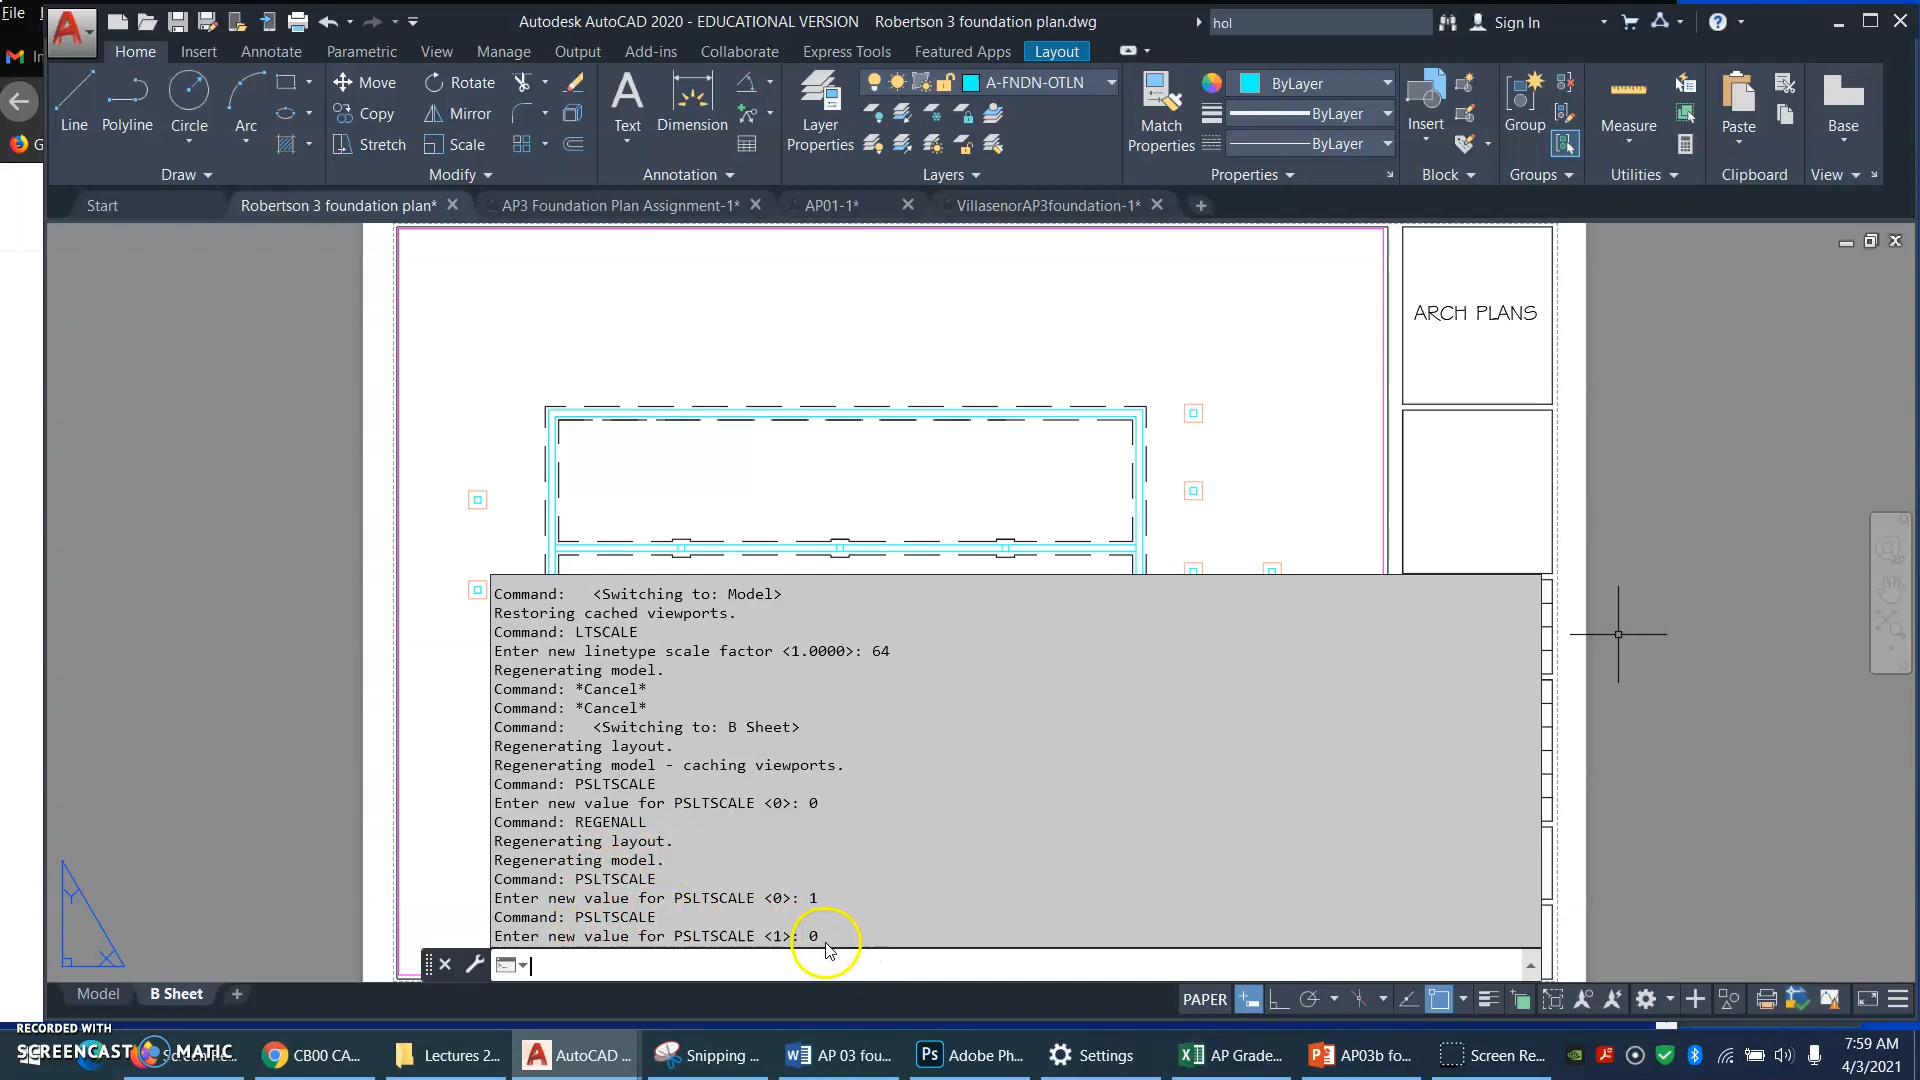 File
Autodesk AutoCAD 2020 - EDUCATIONAL VERSION Robertson 3 foundation plan.dwg
hol
Sign In
Home Insert Annotate Parametric View Manage Output Add-ins Collaborate Express Tools Featured Apps Layout
Line Polyline Circle Arc
Move Rotate
Copy Mirror
Stretch Scale
Text Dimension
Layer Properties
A-FNDN-OTLN
Match Properties
ByLayer
ByLayer
ByLayer
Insert
Group
Measure
Paste
Base
Draw Modify Annotation Layers Properties Block Groups Utilities Clipboard View
Start Robertson 3 foundation plan* AP3 Foundation Plan Assignment-1* AP01-1* VillasenorAP3foundation-1*
ARCH PLANS
Command: <Switching to: Model>
Restoring cached viewports.
Command: LTSCALE
Enter new linetype scale factor <1.0000>: 64
Regenerating model.
Command: *Cancel*
Command: *Cancel*
Command: <Switching to: B Sheet>
Regenerating layout.
Regenerating model - caching viewports.
Command: PSLTSCALE
Enter new value for PSLTSCALE <0>: 0
Command: REGENALL
Regenerating layout.
Regenerating model.
Command: PSLTSCALE
Enter new value for PSLTSCALE <0>: 1
Command: PSLTSCALE
Enter new value for PSLTSCALE <1>: 0
Y
X
Model B Sheet
PAPER
RECORDED WITH
SCREENCAST MATIC
CB00 CA...
Lectures 2...
AutoCAD ...
Snipping ...
AP 03 fou...
Adobe Ph...
Settings
AP Grade...
AP03b fo...
Screen Re...
7:59 AM
4/3/2021